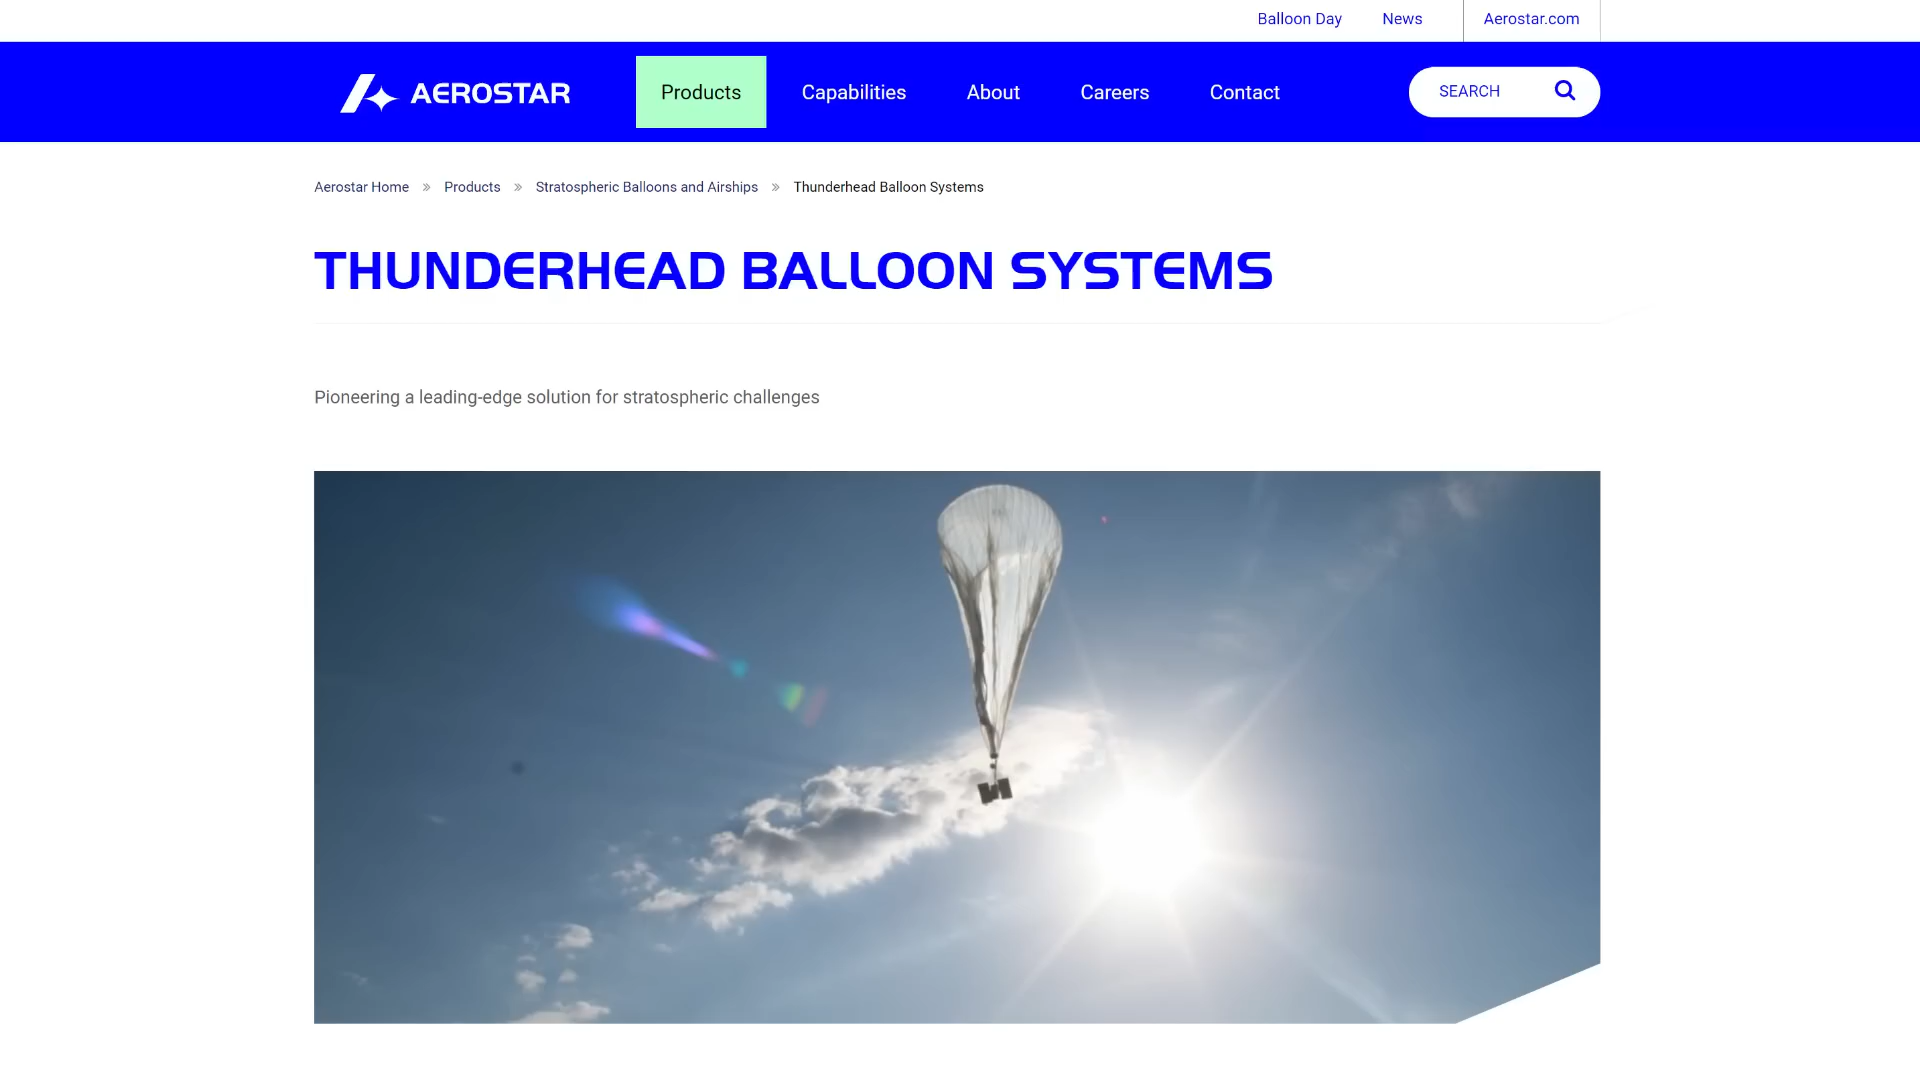 Balloon Day News Aerostar.com
AEROSTAR Products Capabilities About Careers Contact SEARCH
Aerostar Home » Products » Stratospheric Balloons and Airships » Thunderhead Balloon Systems
THUNDERHEAD BALLOON SYSTEMS
Pioneering a leading-edge solution for stratospheric challenges